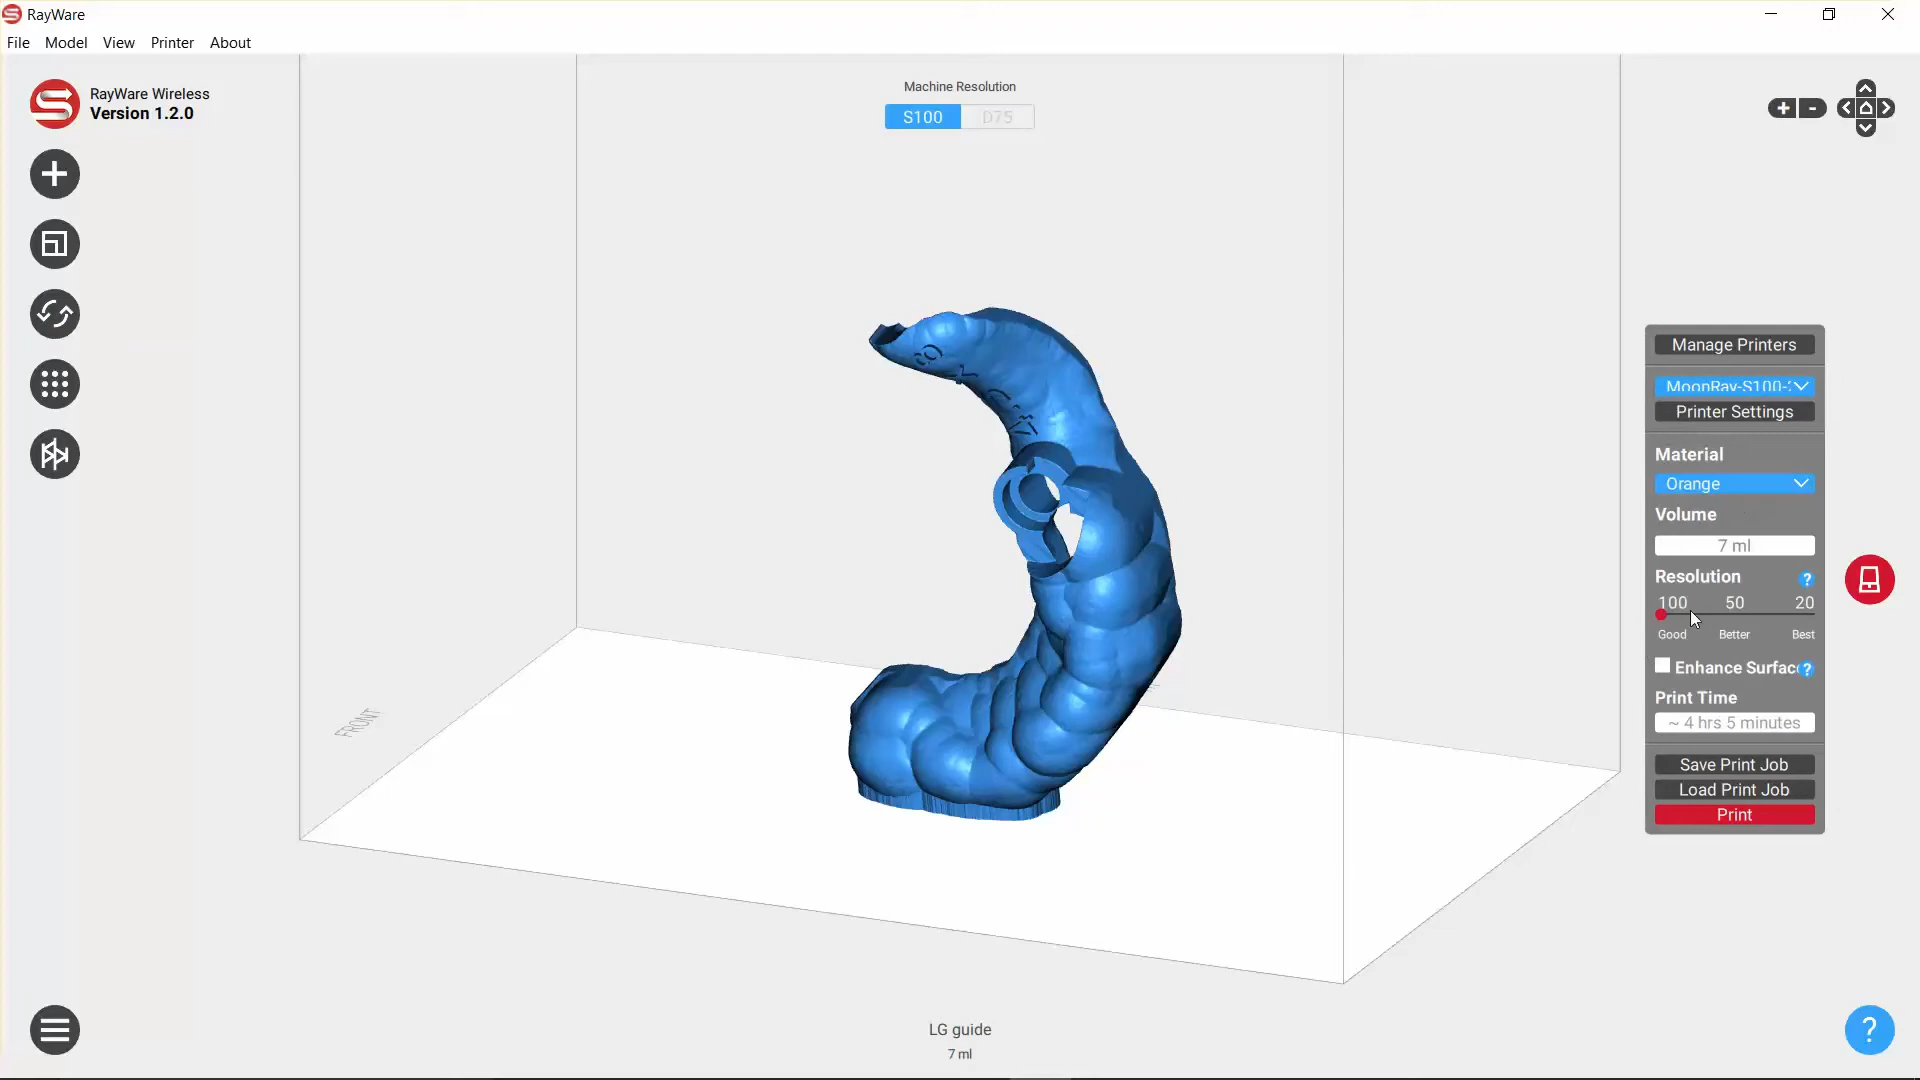 RayWare
File Model View Printer About
RayWare Wireless
Version 1.2.0
Machine Resolution
S100 D75
Manage Printers
MoonRay-S100-
Printer Settings
Material
Orange
Volume
7 ml
Resolution ?
100 50 20
Good Better Best
Enhance Surfac ?
Print Time
~ 4 hrs 5 minutes
Save Print Job
Load Print Job
Print
FRONT
LG guide
7 ml
?